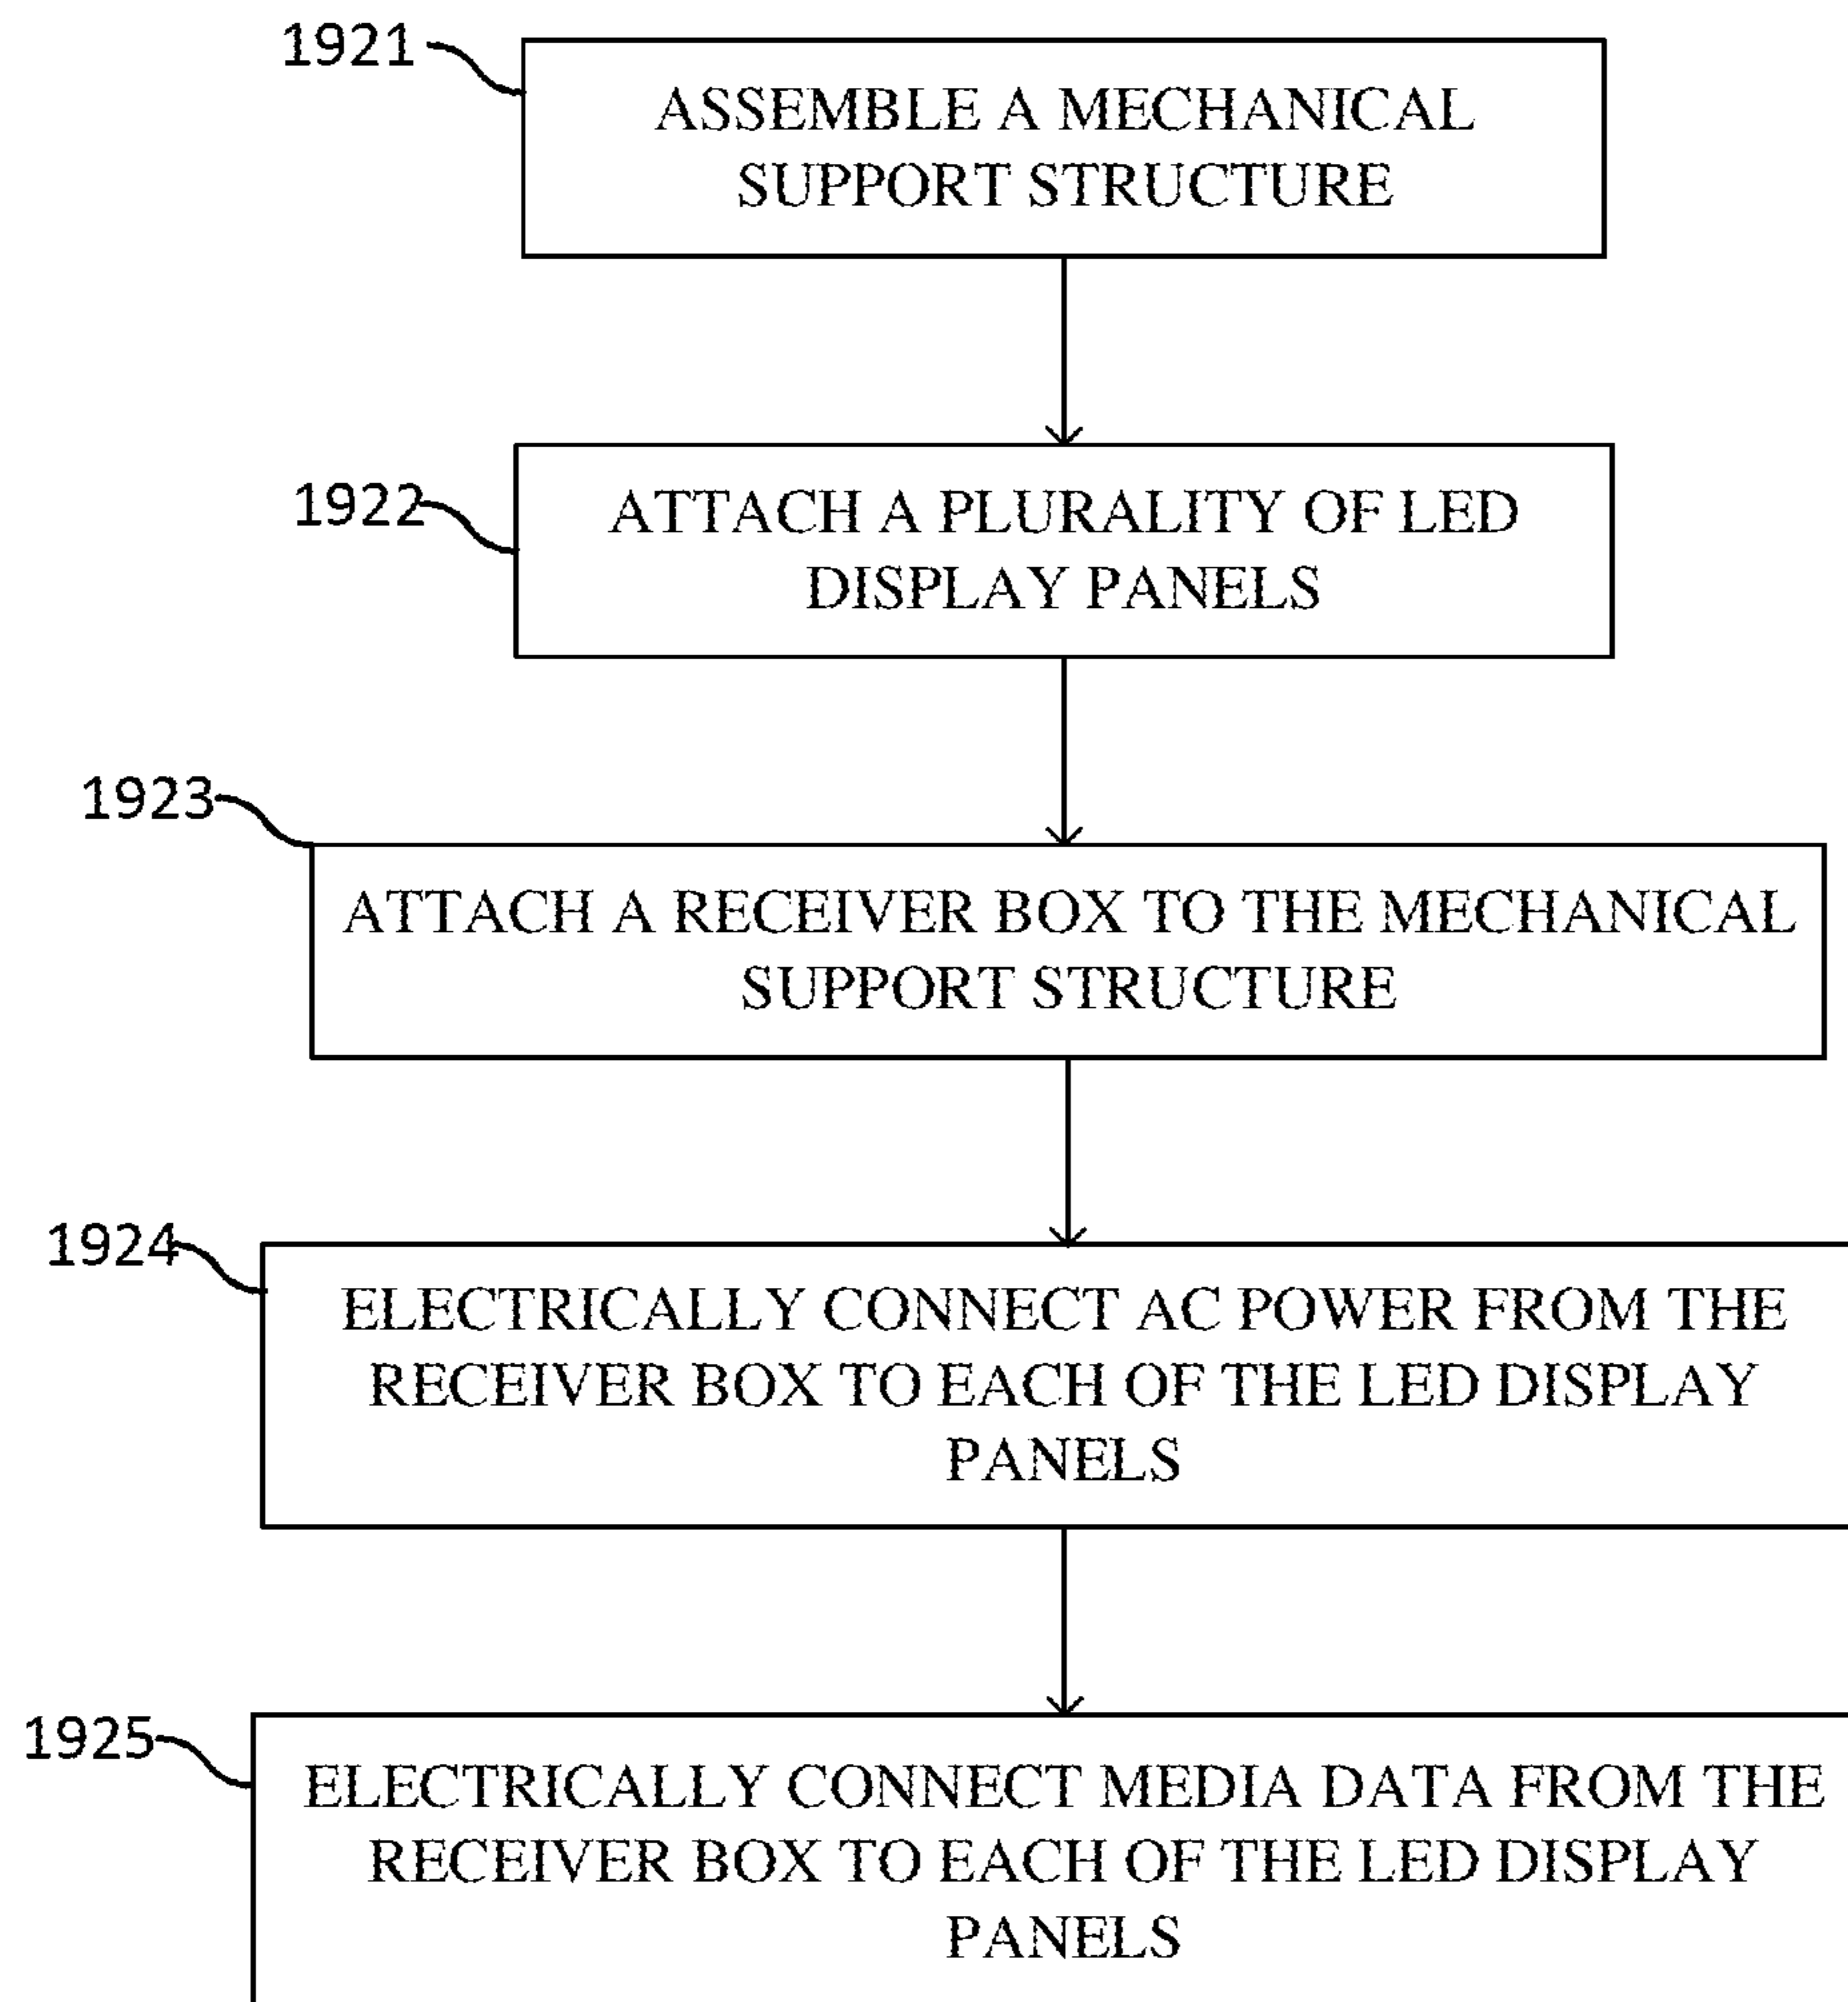 1921
ASSEMBLE A MECHANICAL
SUPPORT STRUCTURE
1922
ATTACH A PLURALITY OF LED
DISPLAY PANELS
1923
ATTACH A RECEIVER BOX TO THE MECHANICAL
SUPPORT STRUCTURE
1924
ELECTRICALLY CONNECT AC POWER FROM THE
RECEIVER BOX TO EACH OF THE LED DISPLAY
PANELS
1925
ELECTRICALLY CONNECT MEDIA DATA FROM THE
RECEIVER BOX TO EACH OF THE LED DISPLAY
PANELS